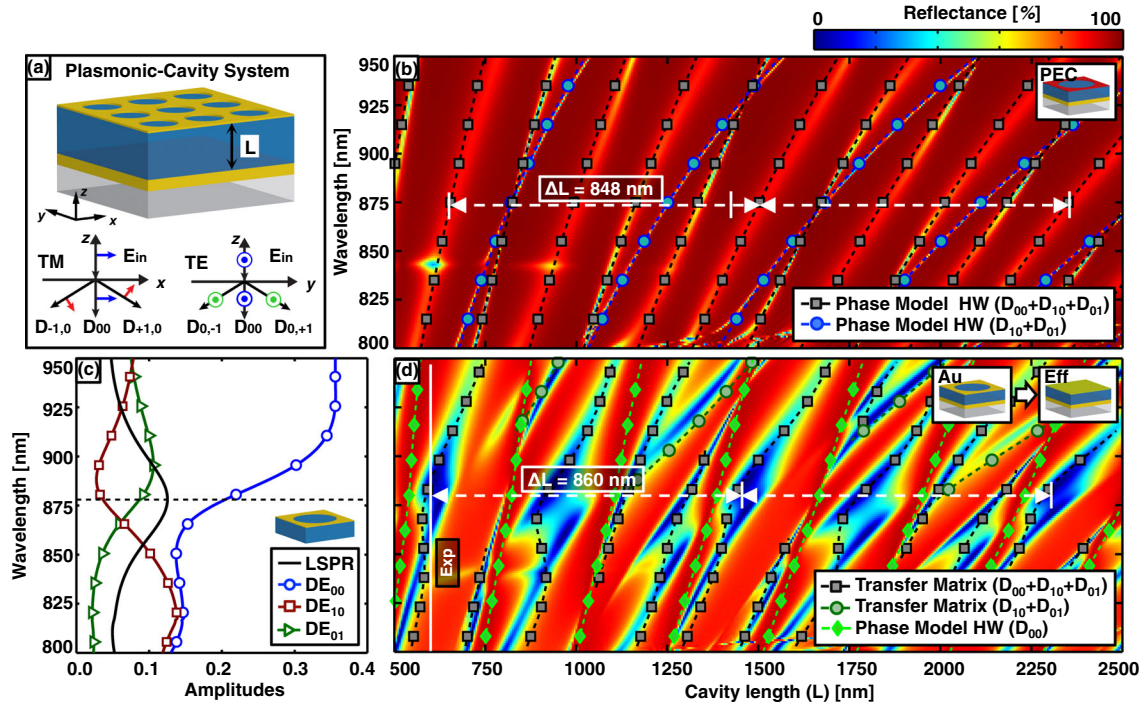 Reflectance [%]
0
100
(a)
Plasmonic-Cavity System
L
z
y
x
TM
z
Ein
x
D-1,0 D00 D+1,0
TE
z
Ein
y
D0,-1 D00 D0,+1
(b)
PEC
Wavelength [nm]
950
925
900
875
850
825
800
ΔL = 848 nm
Phase Model HW (D00+D10+D01)
Phase Model HW (D10+D01)
(c)
Wavelength [nm]
950
925
900
875
850
825
800
LSPR
DE00
DE10
DE01
0.0 0.1 0.2 0.3 0.4
Amplitudes
(d)
Au
Eff
ΔL = 860 nm
Exp
Transfer Matrix (D00+D10+D01)
Transfer Matrix (D10+D01)
Phase Model HW (D00)
500 750 1000 1250 1500 1750 2000 2250 2500
Cavity length (L) [nm]